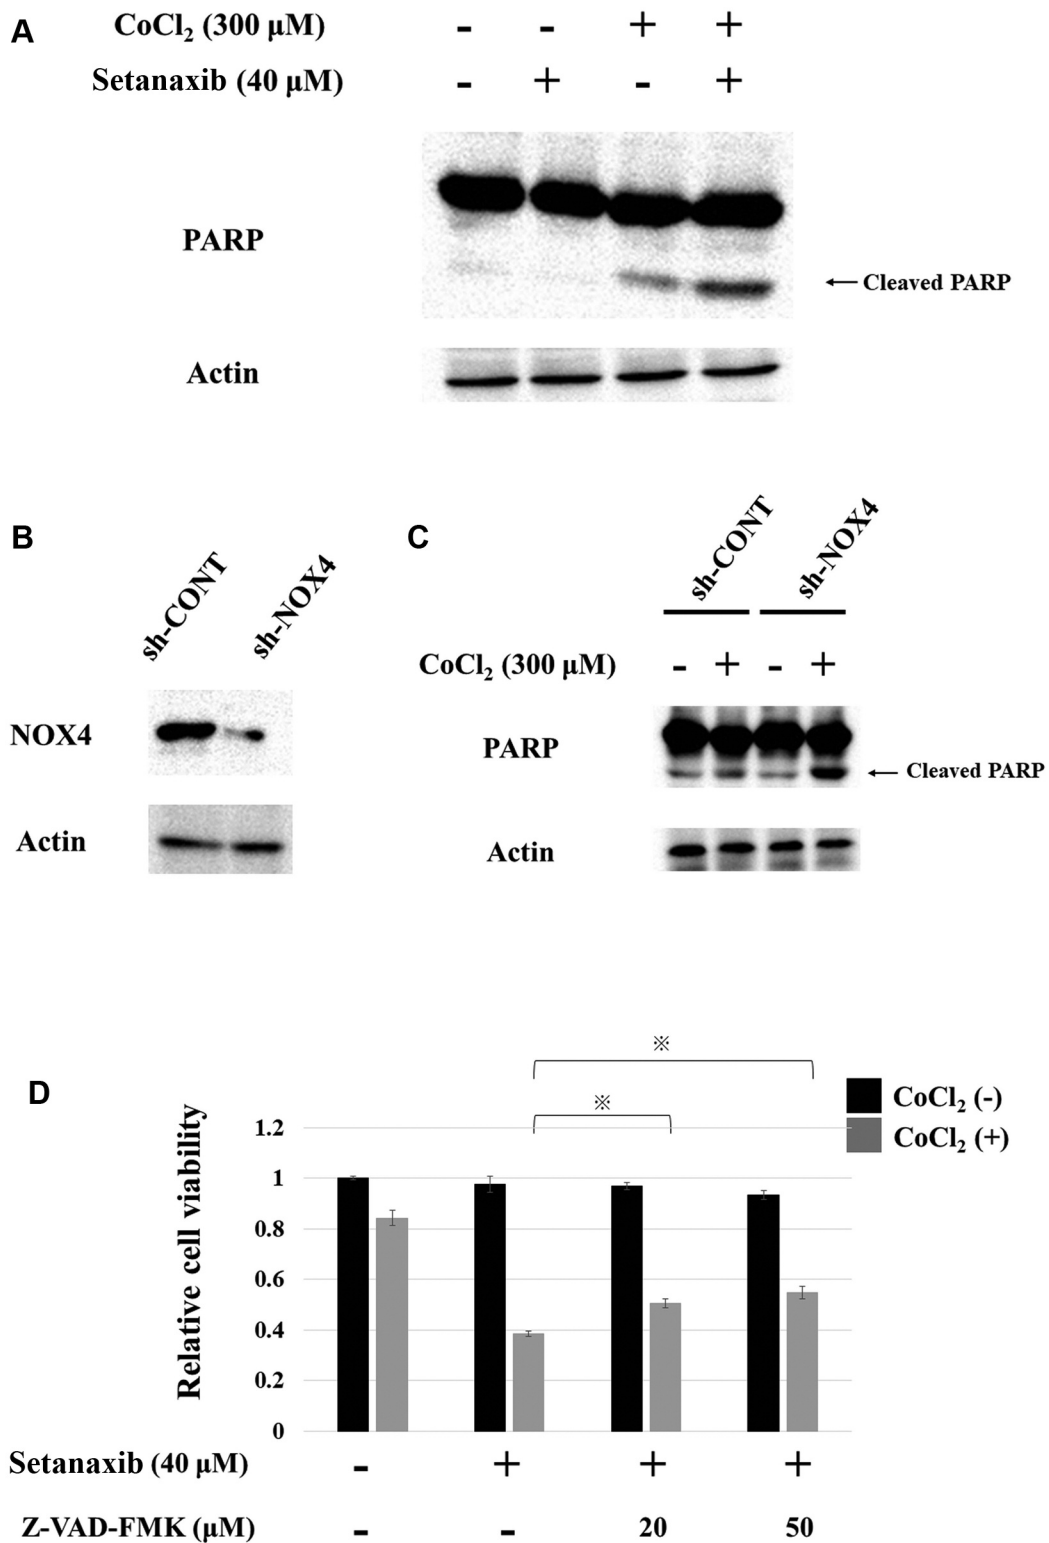 A
CoCl₂ (300 μM) - - + +
Setanaxib (40 μM) - + - +
PARP
← Cleaved PARP
Actin
B
sh-CONT sh-NOX4
NOX4
Actin
C
sh-CONT sh-NOX4
CoCl₂ (300 μM) - + - +
PARP
← Cleaved PARP
Actin
D
※
※
CoCl₂ (-)
CoCl₂ (+)
Relative cell viability
1.2
1
0.8
0.6
0.4
0.2
0
Setanaxib (40 μM) - + + +
Z-VAD-FMK (μM) - - 20 50